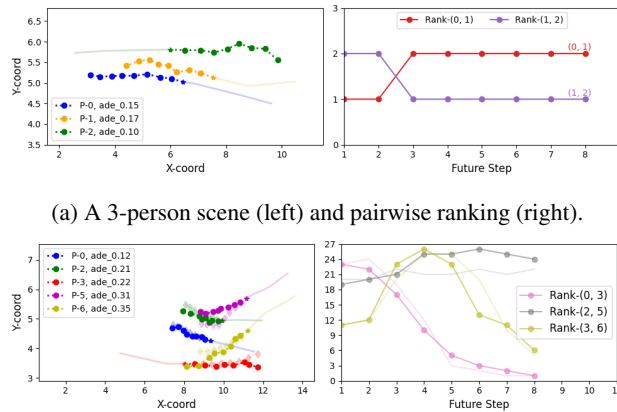 6.5
6.0
5.5
5.0
4.5
3.5
Y-coord
P-0, ade_0.15
P-1, ade_0.17
P-2, ade_0.10
2 4 6 8 10
X-coord
3
2
1
0
Rank-(0, 1) Rank-(1, 2)
(0, 1)
(1, 2)
1 2 3 4 5 6 7 8
Future Step
(a) A 3-person scene (left) and pairwise ranking (right).
7
6
5
4
3
Y-coord
P-0, ade_0.12
P-2, ade_0.21
P-3, ade_0.22
P-5, ade_0.31
P-6, ade_0.35
2 4 6 8 10 12 14
X-coord
27
24
21
18
15
12
9
6
3
0
Rank-(0, 3)
Rank-(2, 5)
Rank-(3, 6)
1 2 3 4 5 6 7 8 9 10
Future Step